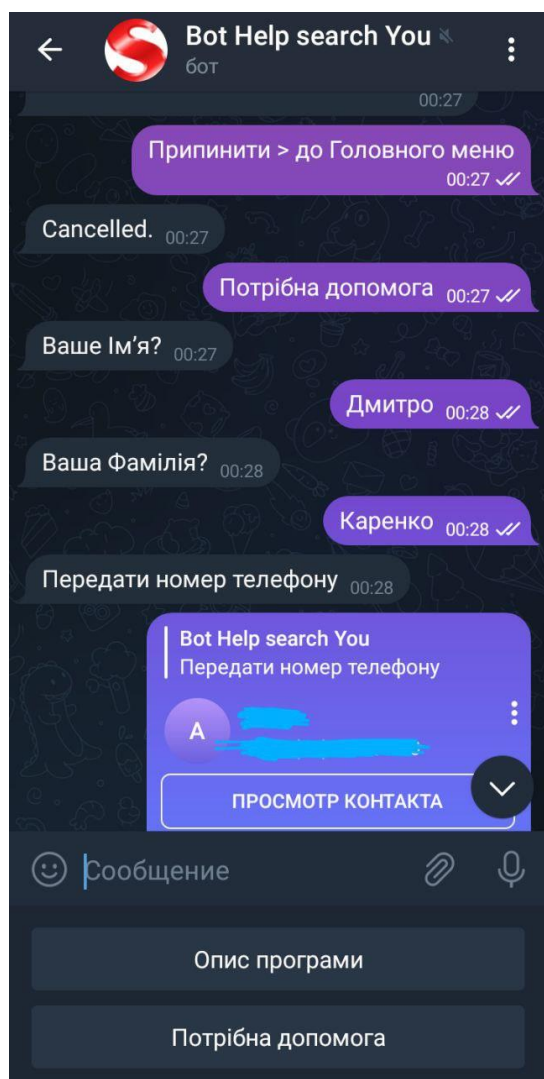 Bot Help search You
бот
00:27
Припинити > до Головного меню
00:27
Cancelled. 00:27
Потрібна допомога 00:27
Ваше Ім’я? 00:27
Дмитро 00:28
Ваша Фамілія? 00:28
Каренко 00:28
Передати номер телефону 00:28
Bot Help search You
Передати номер телефону
А
ПРОСМОТР КОНТАКТА
Сообщение
Опис програми
Потрібна допомога